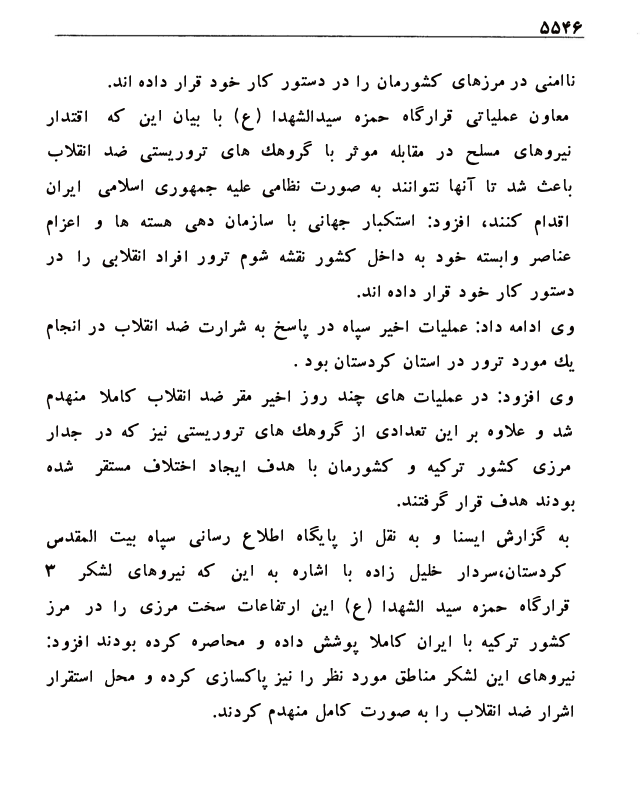 ۵۵۴۶
ناامنی در مرزهای کشورمان را در دستور کار خود قرار داده اند.
معاون عملیاتی قرارگاه حمزه سیدالشهدا (ع) با بیان این که اقتدار
نیروهای مسلح در مقابله موثر با گروهك های تروریستی ضد انقلاب
باعث شد تا آنها نتوانند به صورت نظامی علیه جمهوری اسلامی ایران
اقدام کنند، افزود: استکبار جهانی با سازمان دهی هسته ها و اعزام
عناصر وابسته خود به داخل کشور نقشه شوم ترور افراد انقلابی را در
دستور کار خود قرار داده اند.
وی ادامه داد: عملیات اخیر سپاه در پاسخ به شرارت ضد انقلاب در انجام
یك مورد ترور در استان کردستان بود .
وی افزود: در عملیات های چند روز اخیر مقر ضد انقلاب کاملا منهدم
شد و علاوه بر این تعدادی از گروهك های تروریستی نیز که در جدار
مرزی کشور ترکیه و کشورمان با هدف ایجاد اختلاف مستقر شده
بودند هدف قرار گرفتند.
به گزارش ایسنا و به نقل از پایگاه اطلاع رسانی سپاه بیت المقدس
کردستان،سردار خلیل زاده با اشاره به این که نیروهای لشکر ۳
قرارگاه حمزه سید الشهدا (ع) این ارتفاعات سخت مرزی را در مرز
کشور ترکیه با ایران کاملا پوشش داده و محاصره کرده بودند افزود:
نیروهای این لشکر مناطق مورد نظر را نیز پاکسازی کرده و محل استقرار
اشرار ضد انقلاب را به صورت کامل منهدم کردند.